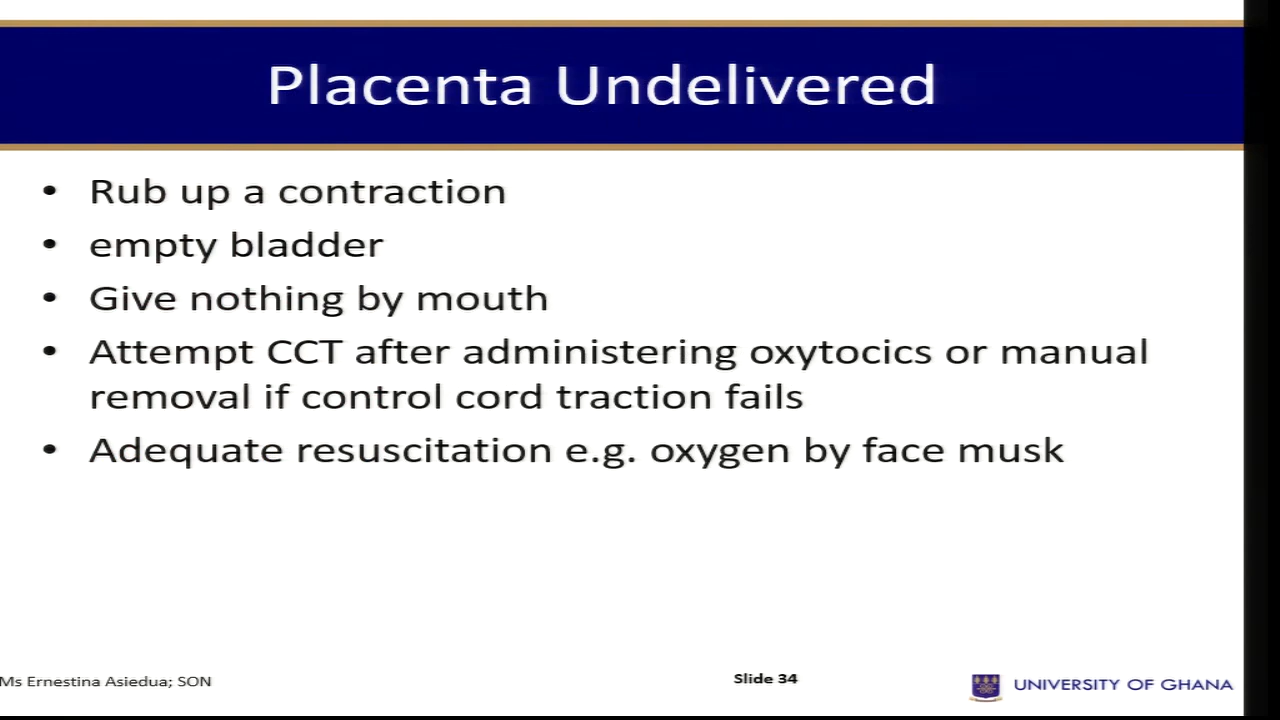 Placenta Undelivered
• Rub up a contraction
• empty bladder
• Give nothing by mouth
• Attempt CCT after administering oxytocics or manual
removal if control cord traction fails
• Adequate resuscitation e.g. oxygen by face musk
Ms Ernestina Asiedua; SON
Slide 34
UNIVERSITY OF GHANA